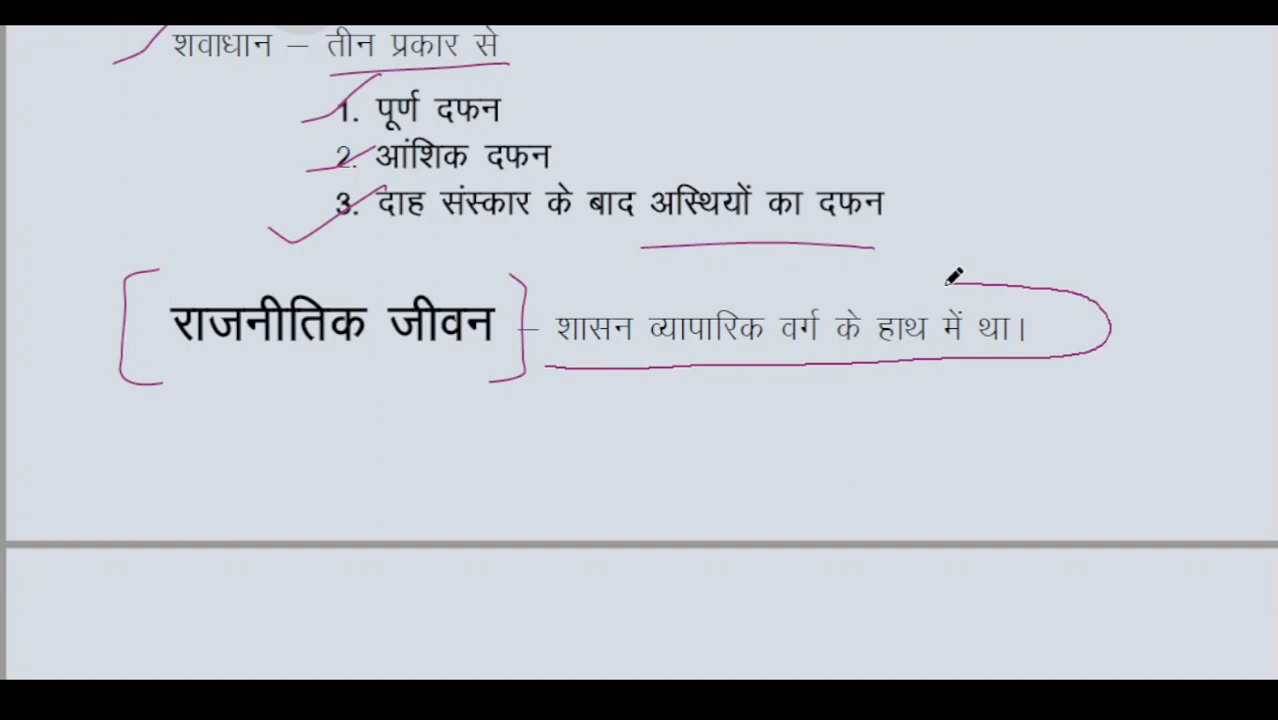 शवाधान – तीन प्रकार से
1. पूर्ण दफन
2. आंशिक दफन
3. दाह संस्कार के बाद अस्थियों का दफन
राजनीतिक जीवन – शासन व्यापारिक वर्ग के हाथ में था।